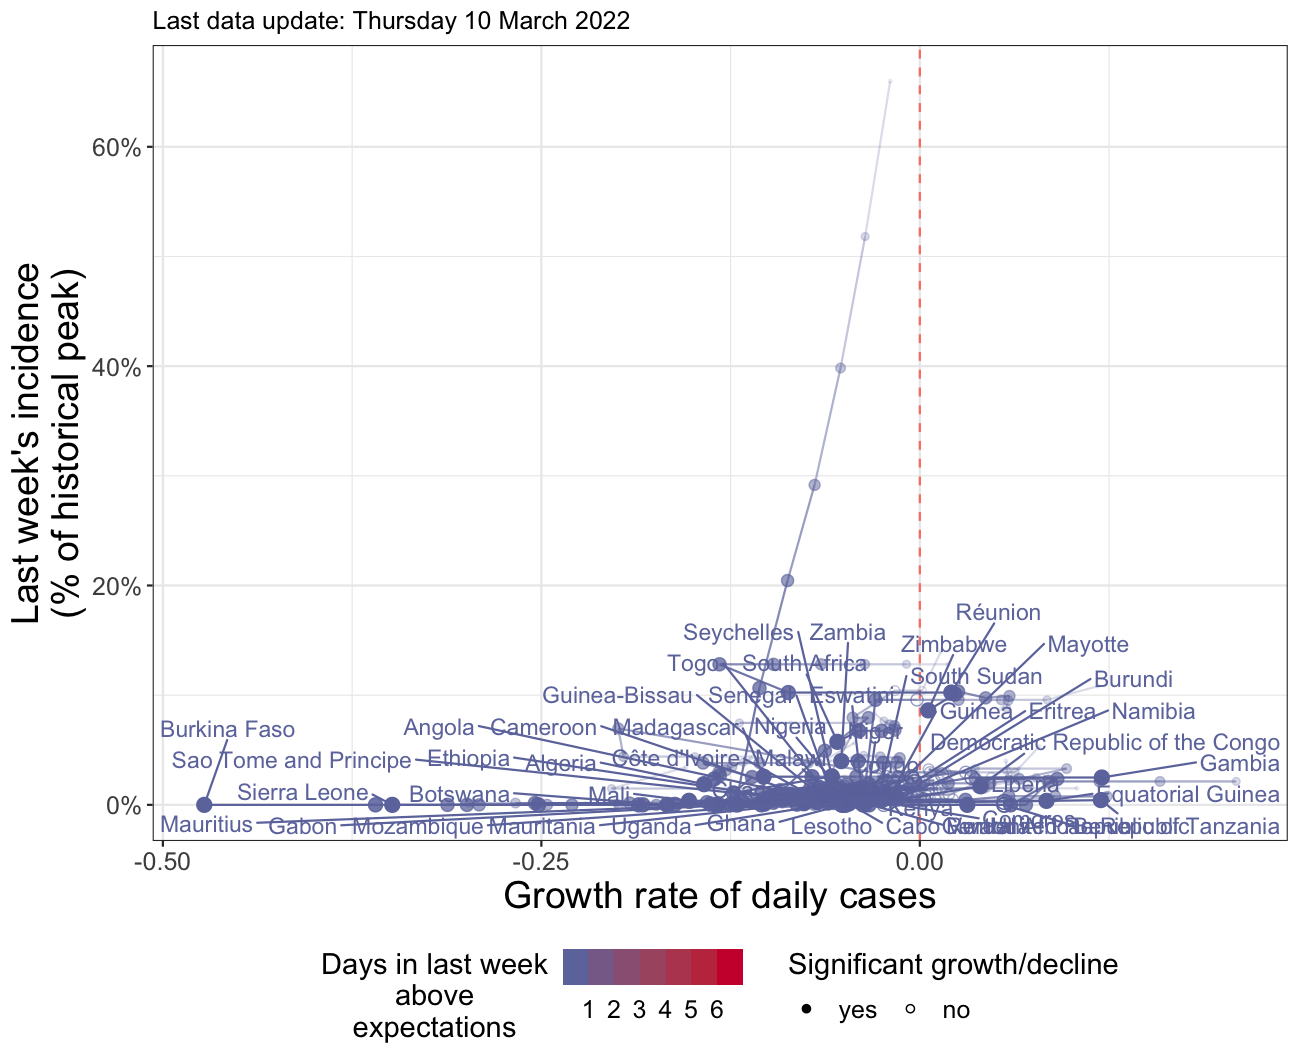 Last data update: Thursday 10 March 2022
Last week's incidence
(% of historical peak)
60%
40%
20%
0%
Réunion
Seychelles
Zambia
Zimbabwe
Mayotte
Togo
South Africa
South Sudan
Burundi
Guinea-Bissau
Senegal
Eswatini
Guinea
Eritrea
Namibia
Burkina Faso
Angola
Cameroon
Madagascar
Nigeria
Niger
Democratic Republic of the Congo
Sao Tome and Principe
Ethiopia
Algeria
Côte d'Ivoire
Malawi
Congo
Gambia
Sierra Leone
Botswana
Mali
Liberia
Equatorial Guinea
Kenya
Comoros
Mauritius
Gabon
Mozambique
Mauritania
Uganda
Ghana
Lesotho
Cabo
Tanzania
-0.50
-0.25
0.00
Growth rate of daily cases
Days in last week
above
expectations
1 2 3 4 5 6
Significant growth/decline
yes
no